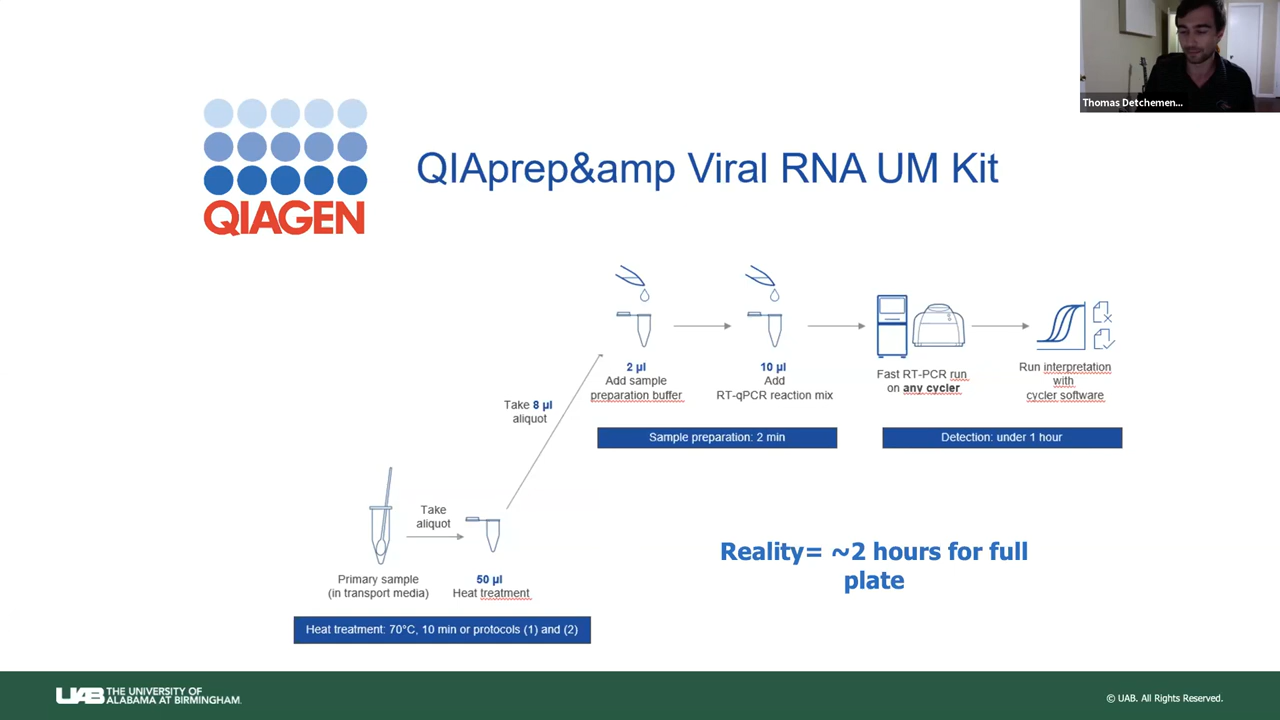 Thomas Detchemen...
QIAGEN
QIAprep&amp Viral RNA UM Kit
2 µl
Add sample
preparation buffer
10 µl
Add
RT-qPCR reaction mix
Fast RT-PCR run
on any cycler
Run interpretation
with
cycler software
Take 8 µl
aliquot
Sample preparation: 2 min
Detection: under 1 hour
Take
aliquot
Primary sample
(in transport media)
50 µl
Heat treatment
Reality= ~2 hours for full
plate
Heat treatment: 70°C, 10 min or protocols (1) and (2)
UAB THE UNIVERSITY OF
ALABAMA AT BIRMINGHAM.
© UAB. All Rights Reserved.